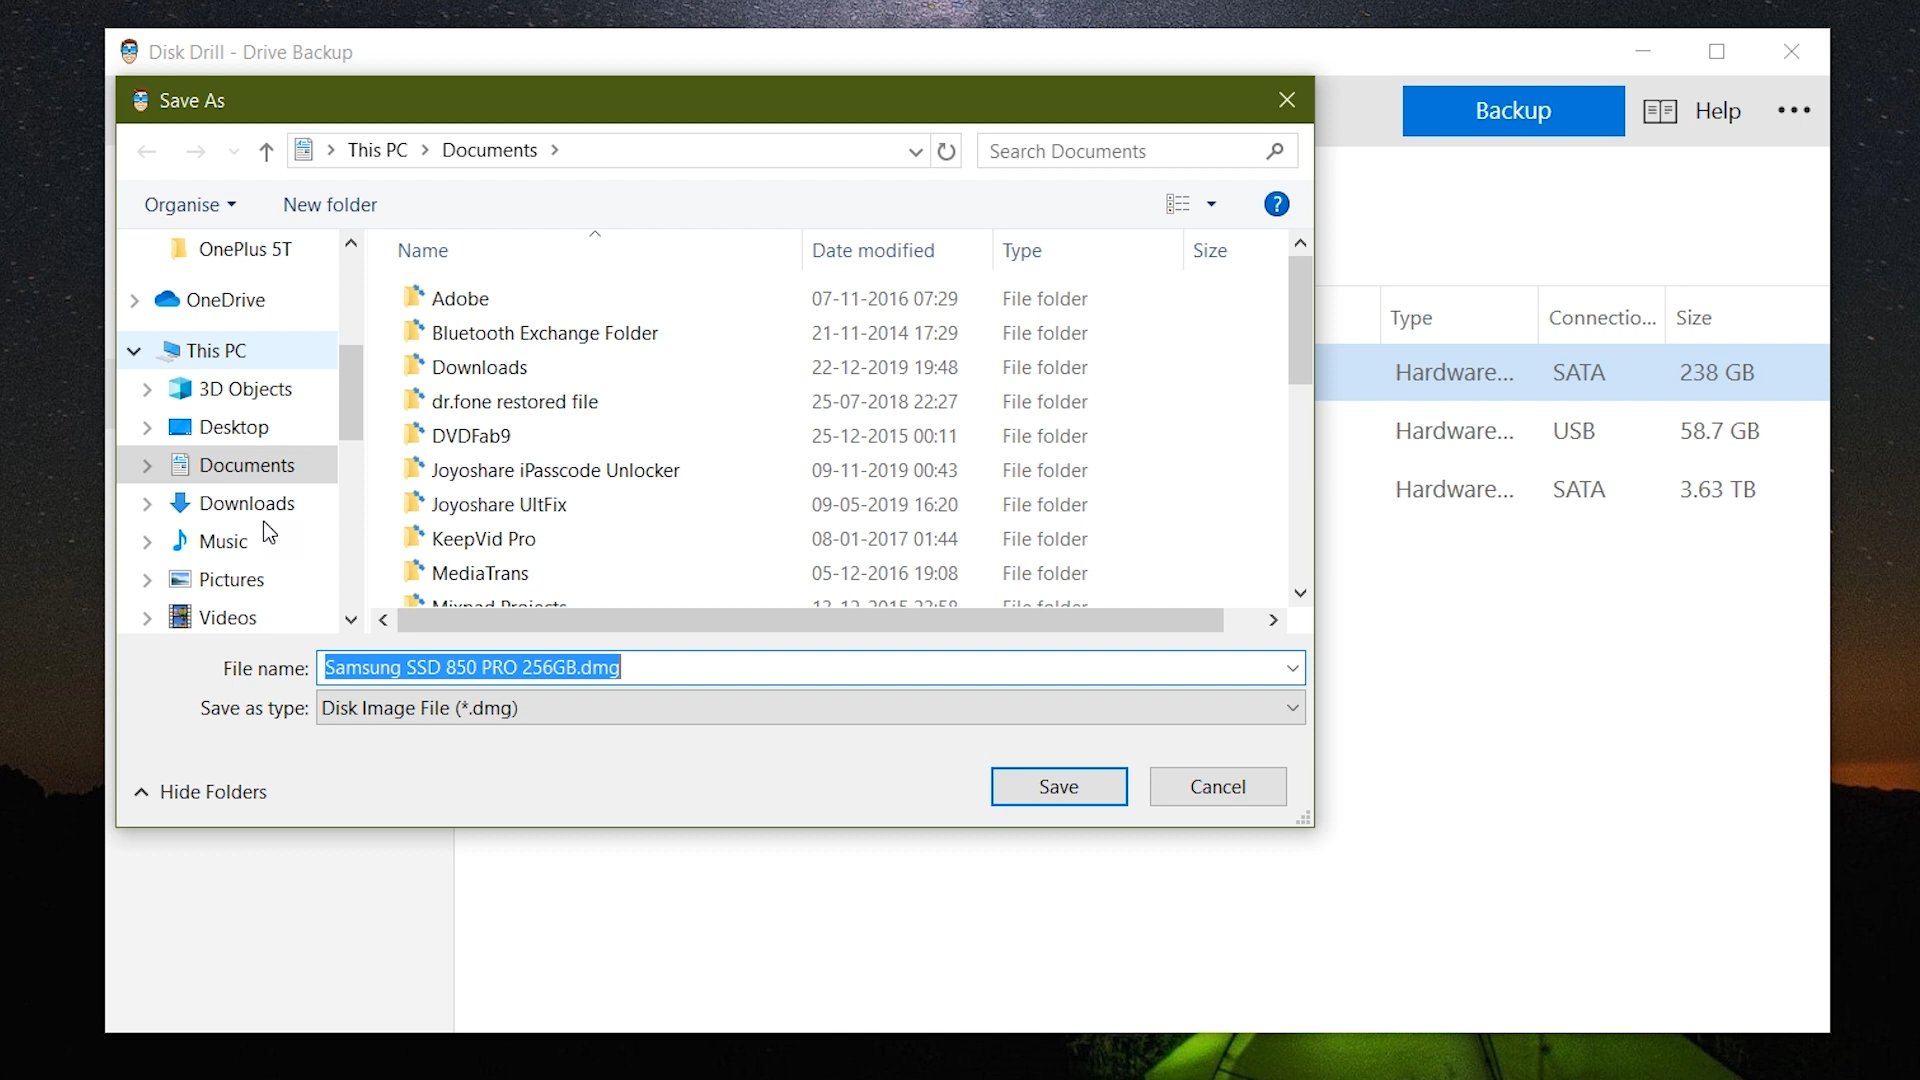 Disk Drill - Drive Backup
Save As
Backup
Help
This PC > Documents >
Search Documents
Organise
New folder
OnePlus 5T
OneDrive
This PC
3D Objects
Desktop
Documents
Downloads
Music
Pictures
Videos
Name Date modified Type Size
Adobe 07-11-2016 07:29 File folder
Bluetooth Exchange Folder 21-11-2014 17:29 File folder
Downloads 22-12-2019 19:48 File folder
dr.fone restored file 25-07-2018 22:27 File folder
DVDFab9 25-12-2015 00:11 File folder
Joyoshare iPasscode Unlocker 09-11-2019 00:43 File folder
Joyoshare UltFix 09-05-2019 16:20 File folder
KeepVid Pro 08-01-2017 01:44 File folder
MediaTrans 05-12-2016 19:08 File folder
File folder
Type Connectio... Size
Hardware... SATA 238 GB
Hardware... USB 58.7 GB
Hardware... SATA 3.63 TB
File name: Samsung SSD 850 PRO 256GB.dmg
Save as type: Disk Image File (*.dmg)
Hide Folders
Save
Cancel